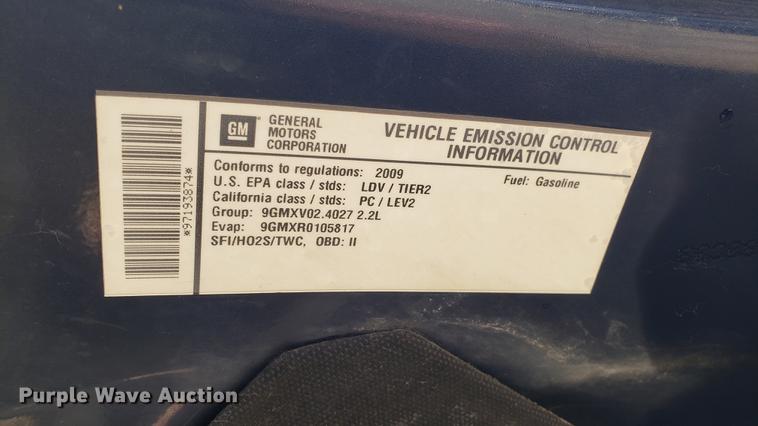 GM
GENERAL
MOTORS
CORPORATION
VEHICLE EMISSION CONTROL
INFORMATION
Conforms to regulations: 2009
Fuel: Gasoline
U.S. EPA class / stds: LDV / TIER2
California class / stds: PC / LEV2
Group: 9GMXV02.4027 2.2L
Evap: 9GMXR0105817
SFI/HO2S/TWC, OBD: II
*97193874*
Purple Wave Auction